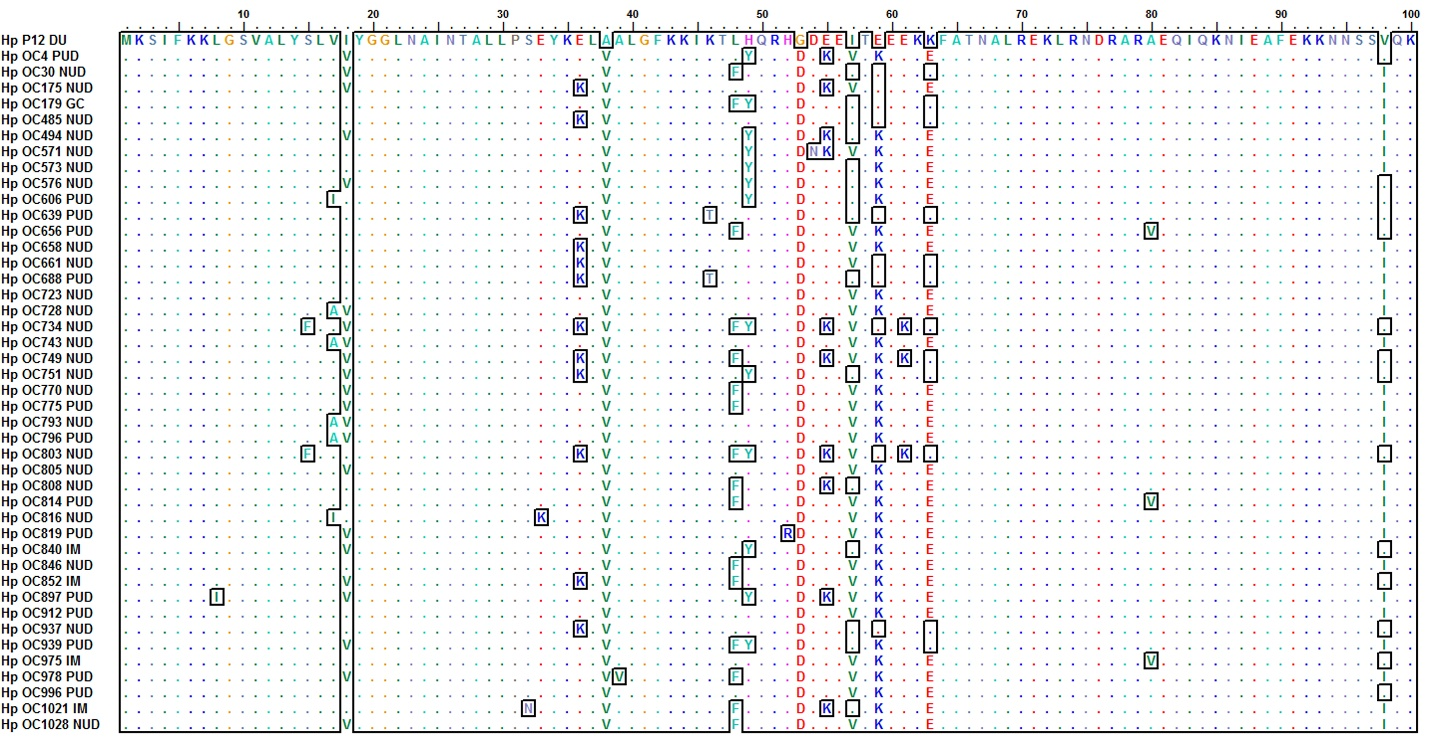 10 20 30 40 50 60 70 80 90 100
Hp P12 DU MKSIFKKLGSVALYSLVIYGGLNAINTALLPSEYKELAALGFKKIKTLHQRHGDEEITEEEKKFATNALREKLRNDRARAEQIQKNIEAFEKKNNSSVQK
Hp OC4 PUD V V Y D K V K E
Hp OC30 NUD V V F D I
Hp OC175 NUD K V D K V E I
Hp OC179 GC V F Y D I
Hp OC485 NUD K V D I
Hp OC494 NUD V V Y D K K E I
Hp OC571 NUD V Y D N K V K E I
Hp OC573 NUD V Y D K E I
Hp OC576 NUD V V Y D K E
Hp OC606 PUD I V Y D K E
Hp OC639 PUD K V T D
Hp OC656 PUD V F D V K E V
Hp OC658 NUD K V D V K E I
Hp OC661 NUD K V D V I
Hp OC688 PUD K V T D I
Hp OC723 NUD V D V K E I
Hp OC728 NUD A V V D V K E I
Hp OC734 NUD F V K V F Y D K V K
Hp OC743 NUD A V V D V K E I
Hp OC749 NUD V K V F D K V K K
Hp OC751 NUD V K V Y D K
Hp OC770 NUD V V F D V K E I
Hp OC775 PUD V V F D V K E I
Hp OC793 NUD A V V D V K E I
Hp OC796 PUD A V V D V K E I
Hp OC803 NUD F K V F Y D K V K
Hp OC805 NUD V V D V K E I
Hp OC808 NUD V F D K K E I
Hp OC814 PUD V F D V K E V I
Hp OC816 NUD I K V D V K E I
Hp OC819 PUD V V R D V K E I
Hp OC840 IM V V Y D K E
Hp OC846 NUD V F D V K E I
Hp OC852 IM V K V F D V K E
Hp OC897 PUD I V V Y D K V K E I
Hp OC912 PUD V D V K E I
Hp OC937 NUD K V D
Hp OC939 PUD V V F Y D K I
Hp OC975 IM V D V K E V
Hp OC978 PUD V V V F D V K E I
Hp OC996 PUD V D V K E
Hp OC1021 IM N V F D K K E I
Hp OC1028 NUD V V F D V K E I